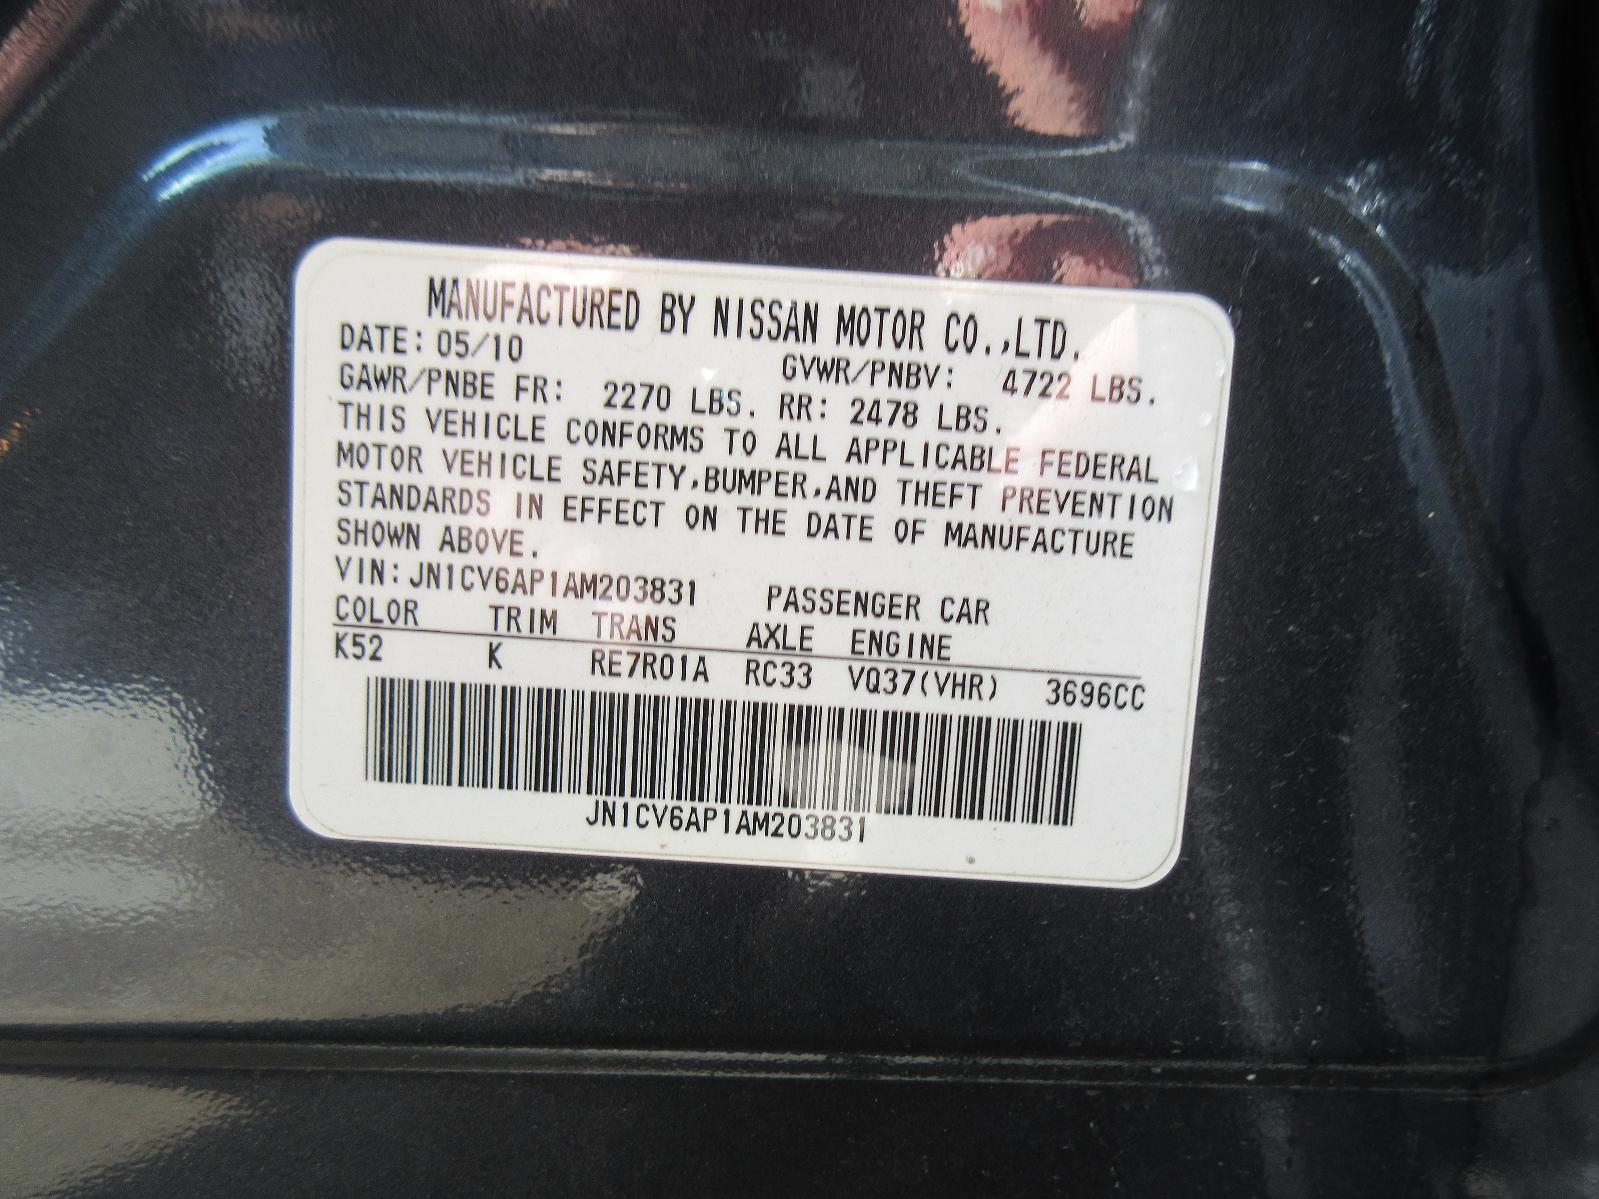 MANUFACTURED BY NISSAN MOTOR CO.,LTD.
DATE: 05/10 GVWR/PNBV: 4722 LBS.
GAWR/PNBE FR: 2270 LBS. RR: 2478 LBS.
THIS VEHICLE CONFORMS TO ALL APPLICABLE FEDERAL
MOTOR VEHICLE SAFETY,BUMPER,AND THEFT PREVENTION
STANDARDS IN EFFECT ON THE DATE OF MANUFACTURE
SHOWN ABOVE.
VIN: JN1CV6AP1AM203831 PASSENGER CAR
COLOR TRIM TRANS AXLE ENGINE
K52 K RE7R01A RC33 VQ37(VHR) 3696CC
JN1CV6AP1AM203831